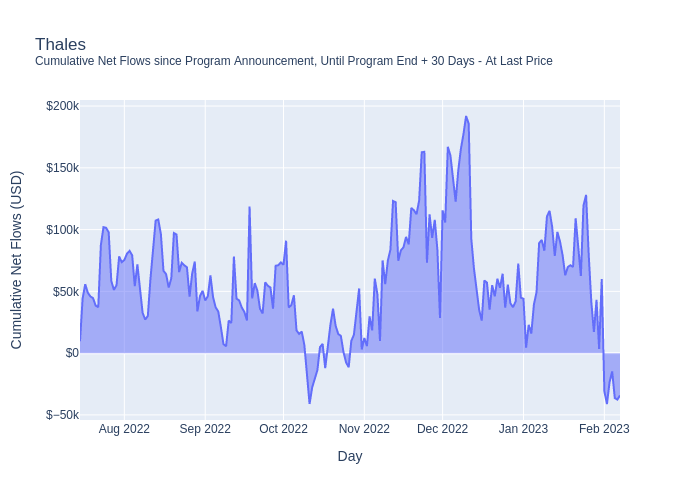 Thales
Cumulative Net Flows since Program Announcement, Until Program End + 30 Days - At Last Price
$200k
$150k
$100k
$50k
$0
$−50k
Cumulative Net Flows (USD)
Aug 2022
Sep 2022
Oct 2022
Nov 2022
Dec 2022
Jan 2023
Feb 2023
Day